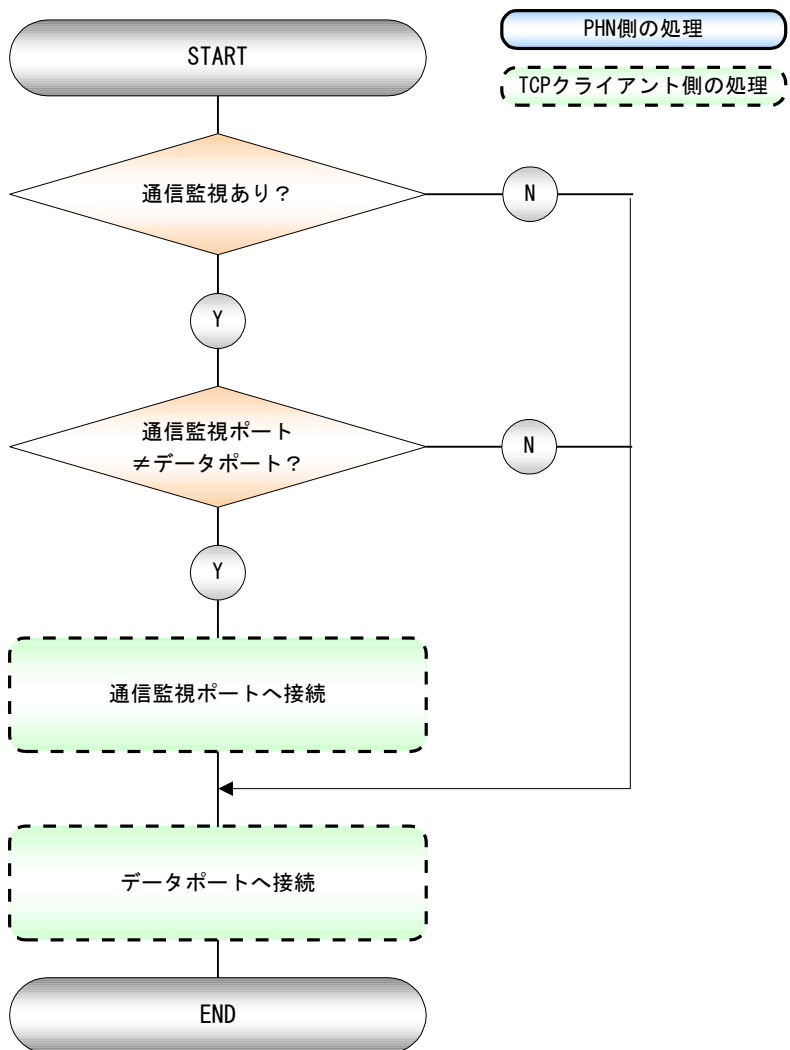 START
PHN側の処理
TCPクライアント側の処理
通信監視あり？
N
Y
通信監視ポート
≠データポート？
N
Y
通信監視ポートへ接続
データポートへ接続
END